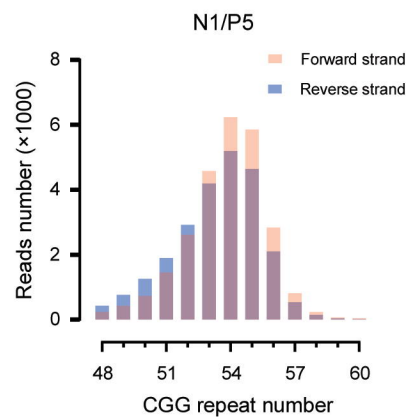 N1/P5
Forward strand
Reverse strand
Reads number (×1000)
8
6
4
2
0
48 51 54 57 60
CGG repeat number